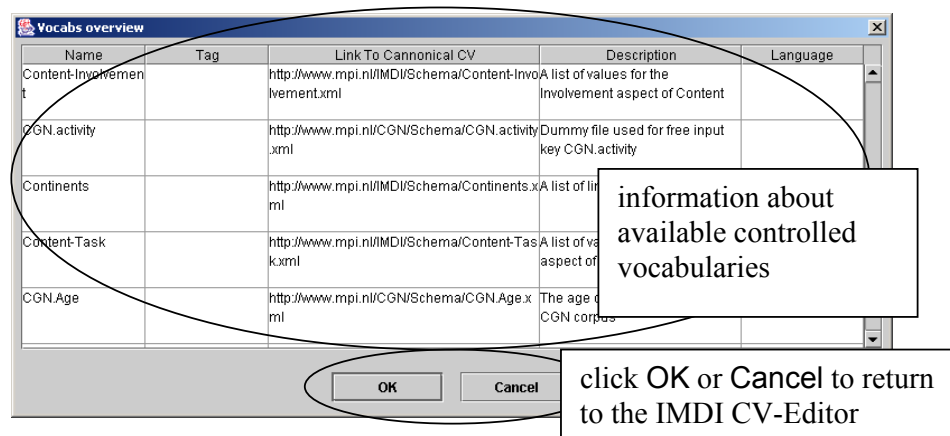 Vocabs overview
Name Tag Link To Cannonical CV Description Language
Content-Involvemen http://www.mpi.nl/IMDI/Schema/Content-Invo A list of values for the
t lvement.xml Involvement aspect of Content
CGN.activity http://www.mpi.nl/CGN/Schema/CGN.activity Dummy file used for free input
.xml key CGN.activity
Continents http://www.mpi.nl/IMDI/Schema/Continents.x A list of
ml
information about
available controlled
vocabularies
Content-Task http://www.mpi.nl/IMDI/Schema/Content-Tas A list of
k.xml aspect of
CGN.Age http://www.mpi.nl/CGN/Schema/CGN.Age.x The age
ml CGN corpus
OK Cancel
click OK or Cancel to return
to the IMDI CV-Editor